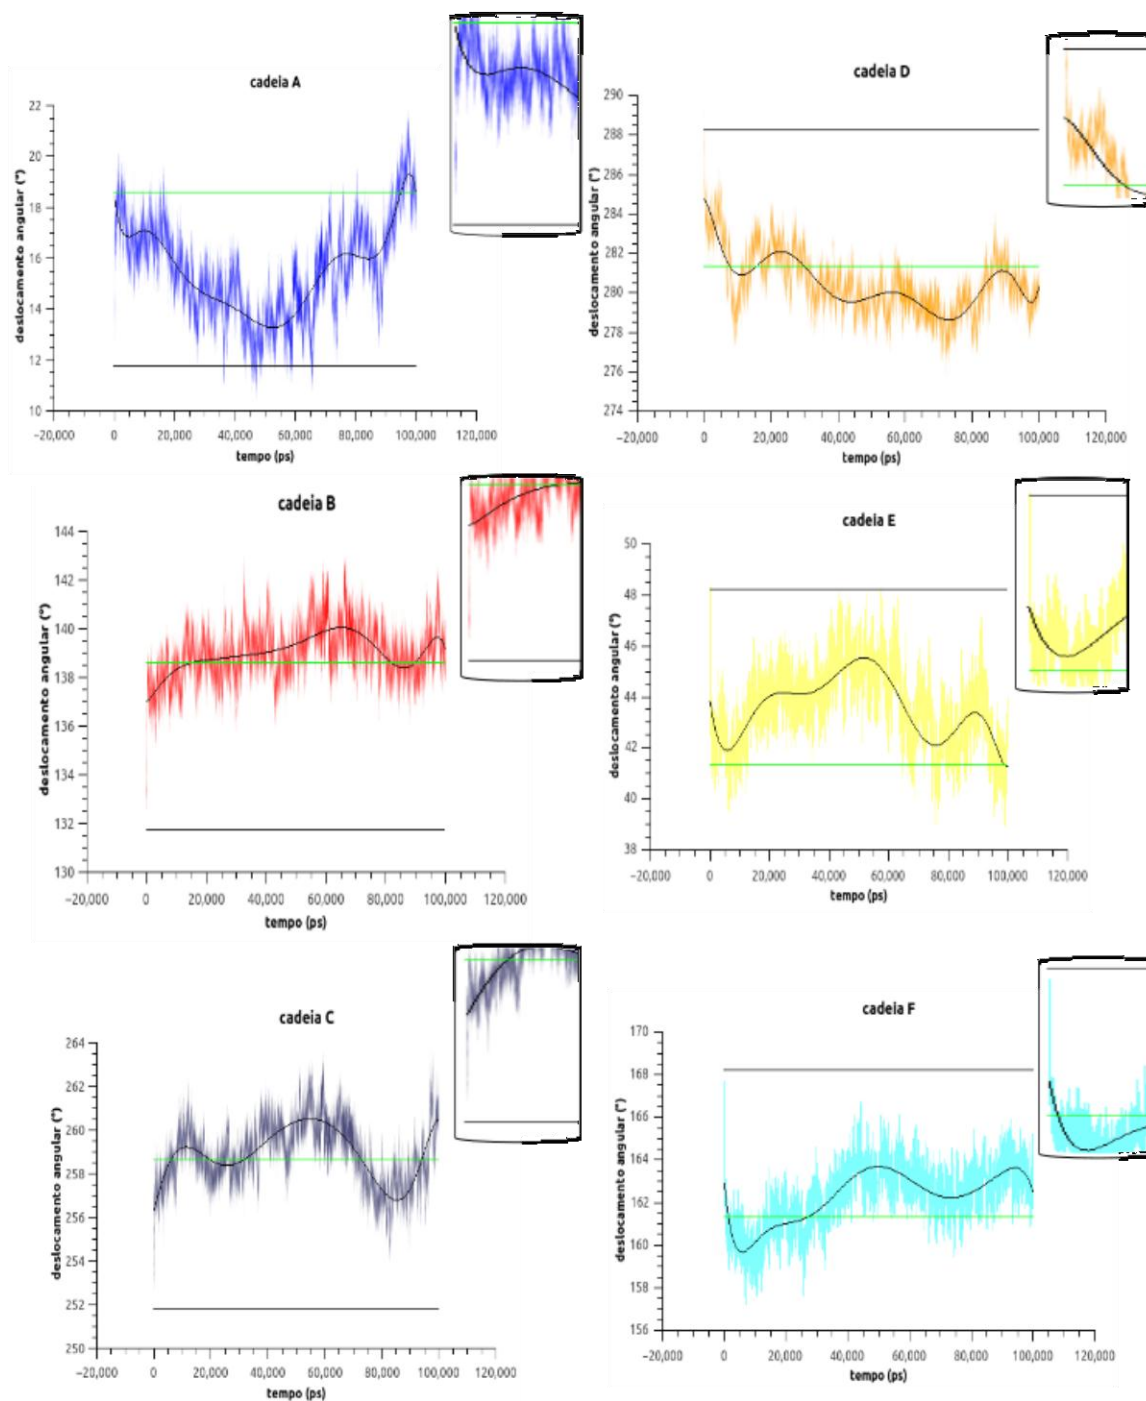 cadeia A
deslocamento angular (°)
22
20
18
16
14
12
10
−20,000 0 20,000 40,000 60,000 80,000 100,000 120,000
tempo (ps)
cadeia D
deslocamento angular (°)
290
288
286
284
281
280
278
276
274
−20,000 0 20,000 40,000 60,000 80,000 100,000 120,000
tempo (ps)
cadeia B
deslocamento angular (°)
144
142
140
138
136
134
132
130
−20,000 0 20,000 40,000 60,000 80,000 100,000 120,000
tempo (ps)
cadeia E
deslocamento angular (°)
50
48
45
44
42
40
38
−20,000 0 20,000 40,000 60,000 80,000 100,000 120,000
tempo (ps)
cadeia C
deslocamento angular (°)
264
262
260
258
256
254
252
250
−20,000 0 20,000 40,000 60,000 80,000 100,000 120,000
tempo (ps)
cadeia F
deslocamento angular (°)
170
168
166
164
162
160
158
156
−20,000 0 20,000 40,000 60,000 80,000 100,000 120,000
tempo (ps)